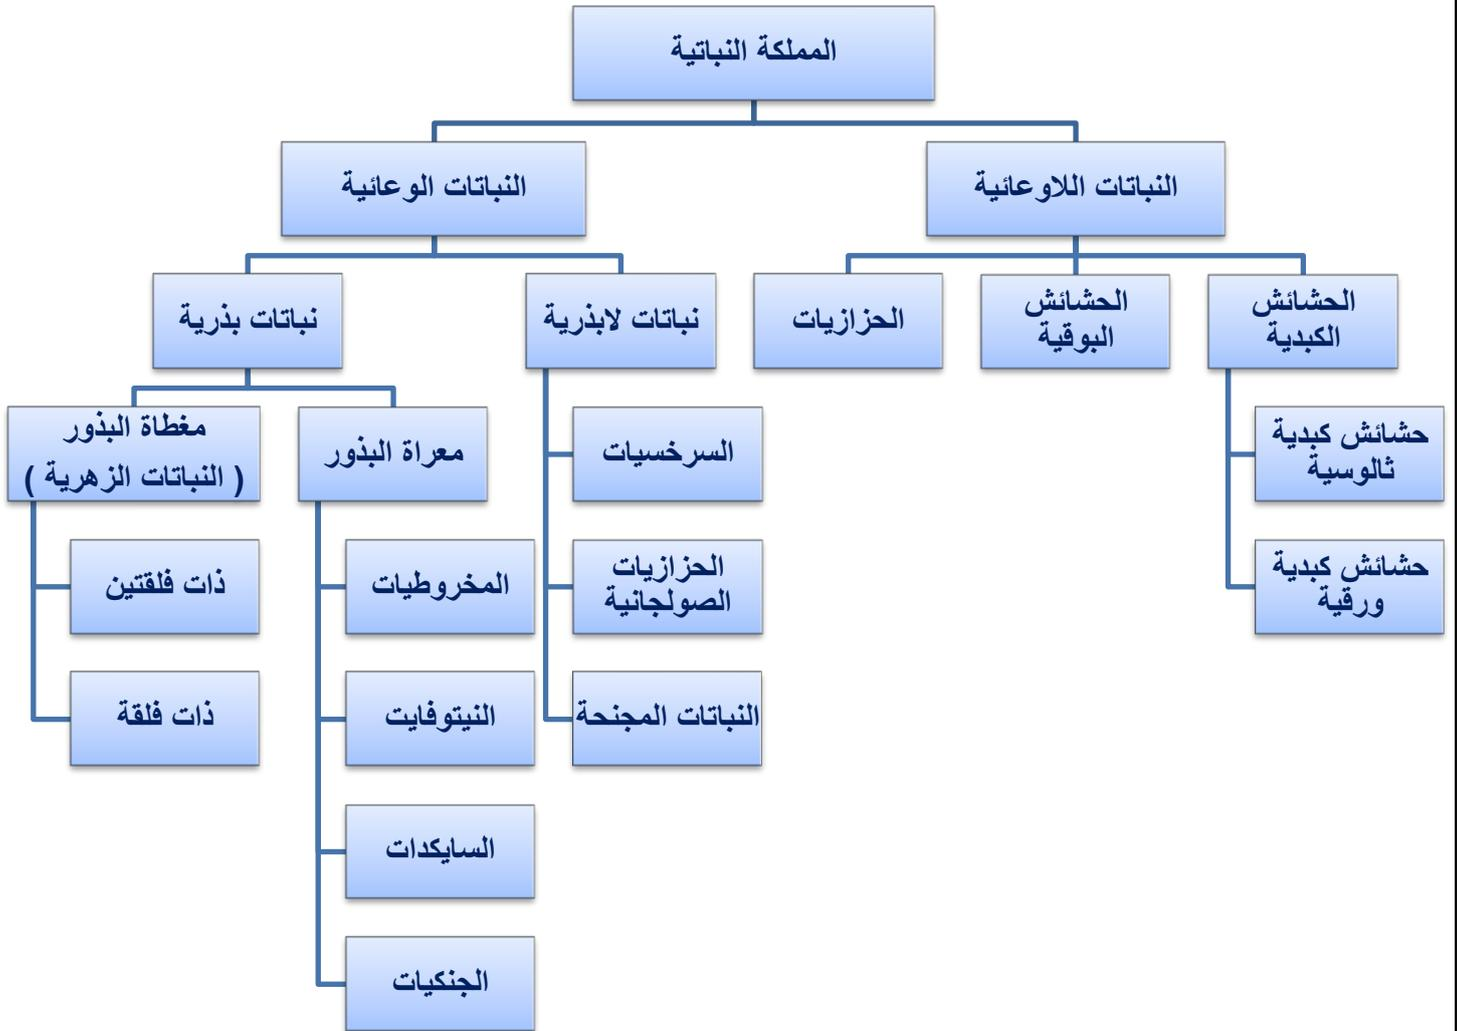 المملكة النباتية
النباتات اللاوعائية
النباتات الوعائية
الحشائش
الكبدية
الحشائش
البوقية
الحزازيات
نباتات لابذرية
نباتات بذرية
حشائش كبدية
ثالوسية
حشائش كبدية
ورقية
السرخسيات
الحزازيات
الصولجانية
النباتات المجنحة
معراة البذور
المخروطيات
النيتوفايت
السايكدات
الجنكيات
مغطاة البذور
( النباتات الزهرية )
ذات فلقتين
ذات فلقة